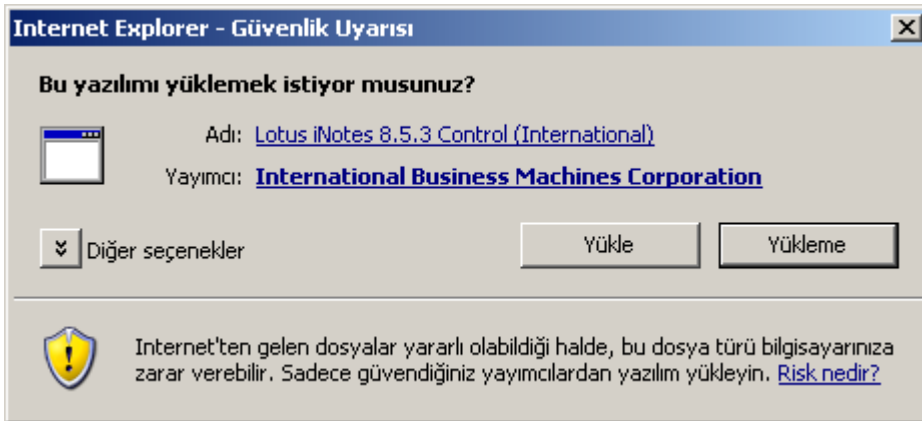 Internet Explorer - Güvenlik Uyarısı
Bu yazılımı yüklemek istiyor musunuz?
Adı: Lotus iNotes 8.5.3 Control (International)
Yayımcı: International Business Machines Corporation
Diğer seçenekler
Yükle
Yükleme
Internet'ten gelen dosyalar yararlı olabildiği halde, bu dosya türü bilgisayarınıza
zarar verebilir. Sadece güvendiğiniz yayımcılardan yazılım yükleyin. Risk nedir?